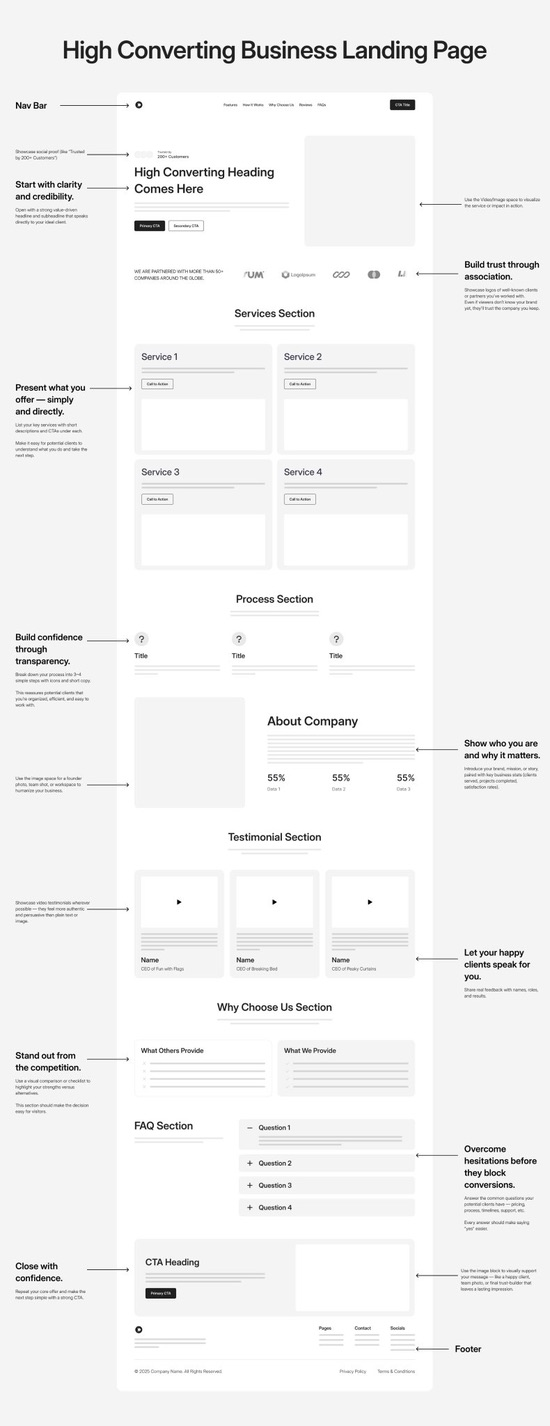 High Converting Business Landing Page
Nav Bar
Features How it Works Why Choose Us Reviews FAQs
CTA Title
Showcase social proof (like "Trusted
by 200+ Customers")
Trusted by
200+ Customers
High Converting Heading
Comes Here
Start with clarity
and credibility.
Open with a strong value-driven
headline and subheadline that speaks
directly to your ideal client.
Primary CTA
Secondary CTA
Use the Video/Image space to visualize
the service or impact in action.
WE ARE PARTNERED WITH MORE THAN 50+
COMPANIES AROUND THE GLOBE.
Logoipsum
Build trust through
association.
Showcase logos of well-known clients
or partners you've worked with.
Even if viewers don't know your brand
yet, they'll trust the company you keep.
Services Section
Service 1
Call to Action
Service 2
Call to Action
Present what you
offer — simply
and directly.
List your key services with short
descriptions and CTAs under each.
Make it easy for potential clients to
understand what you do and take the
next step.
Service 3
Call to Action
Service 4
Call to Action
Process Section
Build confidence
through
transparency.
Break down your process into 3–4
simple steps with icons and short copy.
This reassures potential clients that
you're organized, efficient, and easy to
work with.
?
Title
?
Title
?
Title
About Company
55%
Data 1
55%
Data 2
55%
Data 3
Show who you are
and why it matters.
Introduce your brand, mission, or story,
paired with key business stats (clients
served, projects completed,
satisfaction rates).
Use the image space for a founder
photo, team shot, or workspace to
humanize your business.
Testimonial Section
Showcase video testimonials wherever
possible — they feel more authentic
and persuasive then plain text or
image.
Name
CEO of Fun with Flags
Name
CEO of Breaking Bed
Name
CEO of Peaky Curtains
Let your happy
clients speak for
you.
Share real feedback with names, roles,
and results.
Why Choose Us Section
What Others Provide
What We Provide
Stand out from
the competition.
Use a visual comparison or checklist to
highlight your strengths versus
alternatives.
This section should make the decision
easy for visitors.
FAQ Section
Question 1
Question 2
Question 3
Question 4
Overcome
hesitations before
they block
conversions.
Answer the common questions your
potential clients have — pricing,
process, timelines, support, etc.
Every answer should make saying
"yes" easier.
Close with
confidence.
Repeat your core offer and make the
next step simple with a strong CTA.
CTA Heading
Primary CTA
Use the image block to visually support
your message — like a happy client,
team photo, or final trust-builder that
leaves a lasting impression.
Pages
Contact
Socials
Footer
© 2025 Company Name. All Rights Reserved
Privacy Policy
Terms & Conditions